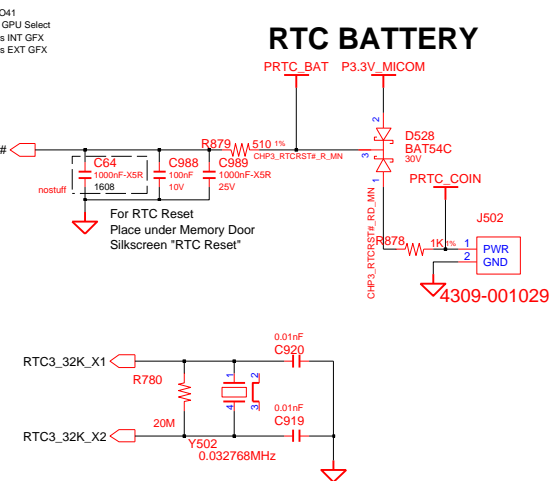 O41
GPU Select
s INT GFX
s EXT GFX
RTC BATTERY
PRTC_BAT
P3.3V_MICOM
2
D528
BAT54C
30V
3
1
#
R879
510 1%
CHP3_RTCRST#_R_MN
C64
1000nF-X5R
1608
nostuff
C988
100nF
10V
C989
1000nF-X5R
25V
For RTC Reset
Place under Memory Door
Silkscreen "RTC Reset"
CHP3_RTCRST#_RD_MN
PRTC_COIN
R878
1K 1%
J502
1 PWR
2 GND
4309-001029
RTC3_32K_X1
R780
20M
RTC3_32K_X2
1
2
4
3
Y502
0.032768MHz
0.01nF
C920
0.01nF
C919